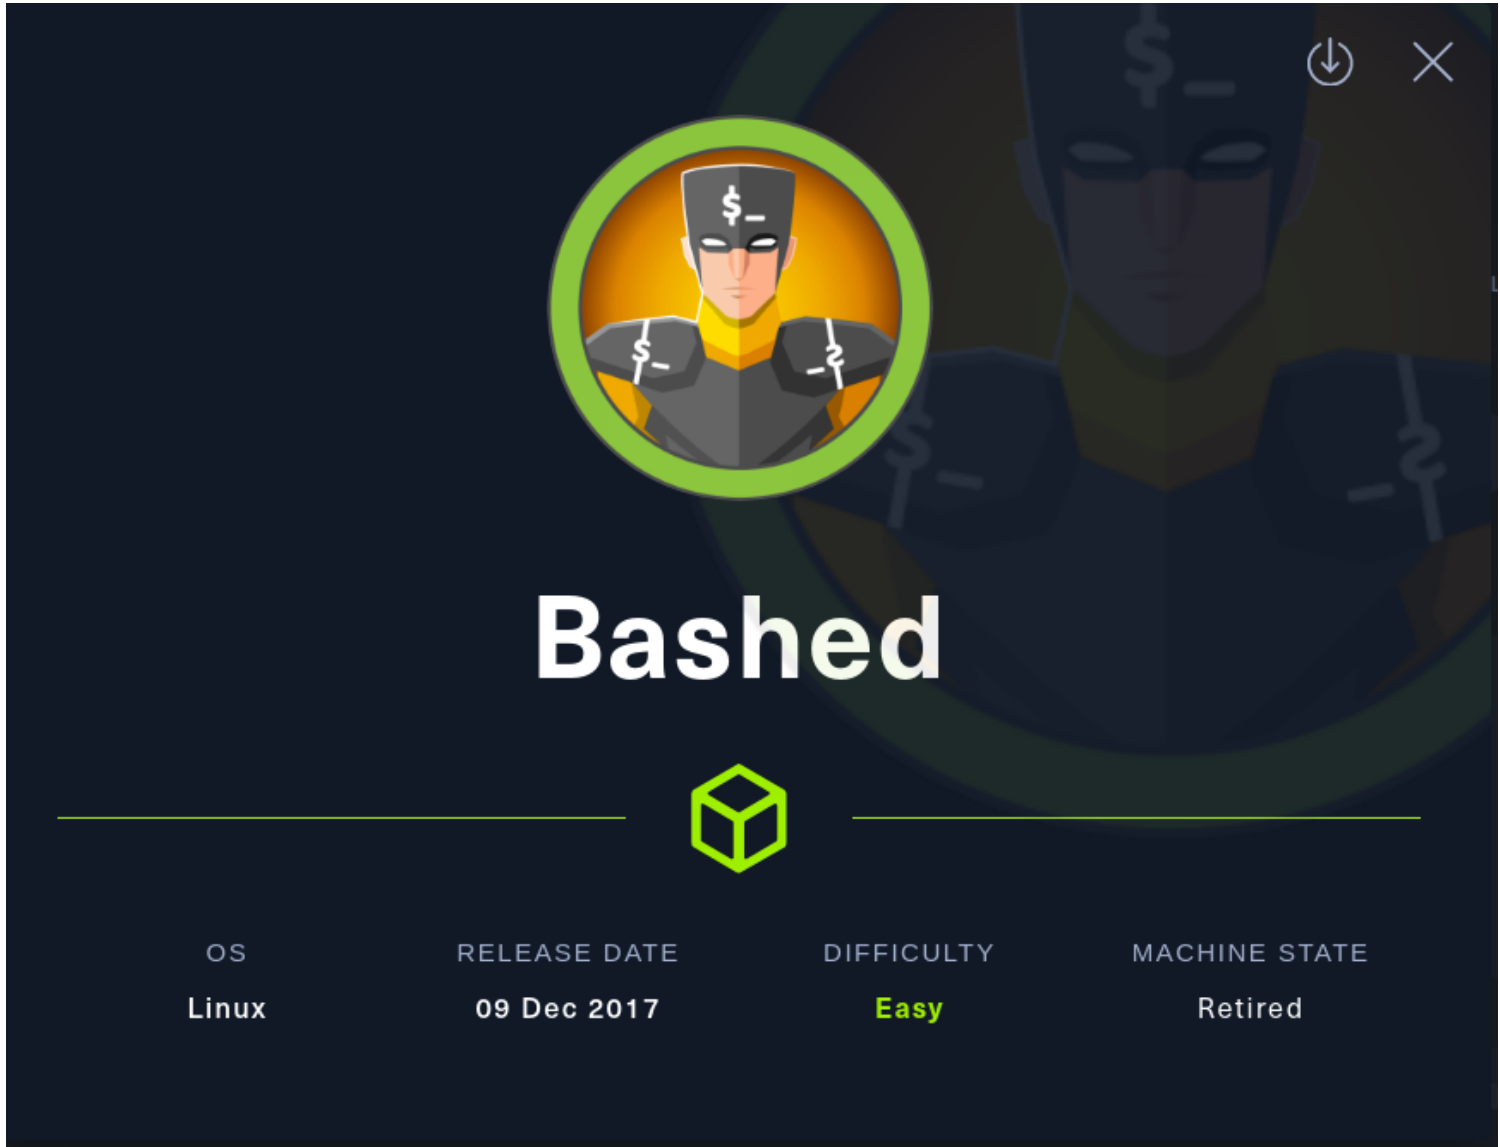 $_
$_
$_
Bashed
OS
RELEASE DATE
DIFFICULTY
MACHINE STATE
Linux
09 Dec 2017
Easy
Retired